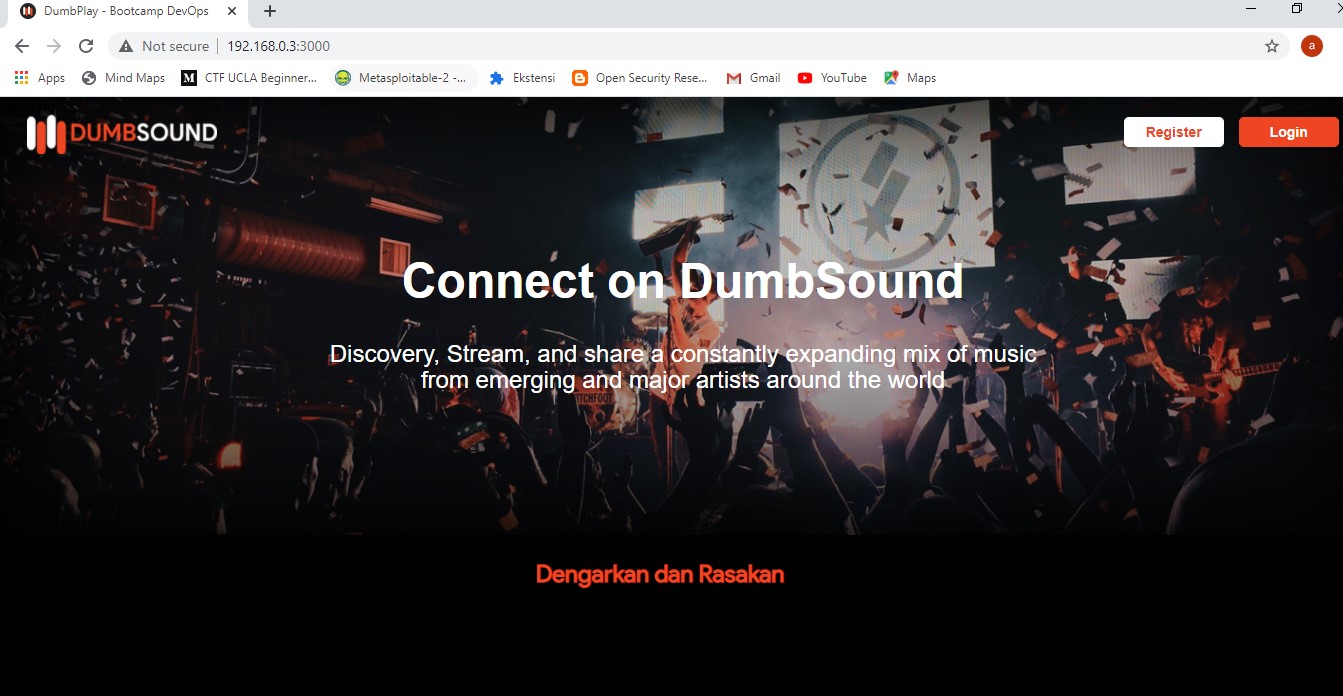 DumbPlay - Bootcamp DevOps
Not secure
192.168.0.3:3000
a
Apps
Mind Maps
M
CTF UCLA Beginner...
Metasploitable-2 -...
Ekstensi
Open Security Rese...
Gmail
YouTube
Maps
DUMBSOUND
Register
Login
Connect on DumbSound
Discovery, Stream, and share a constantly expanding mix of music
from emerging and major artists around the world
Dengarkan dan Rasakan